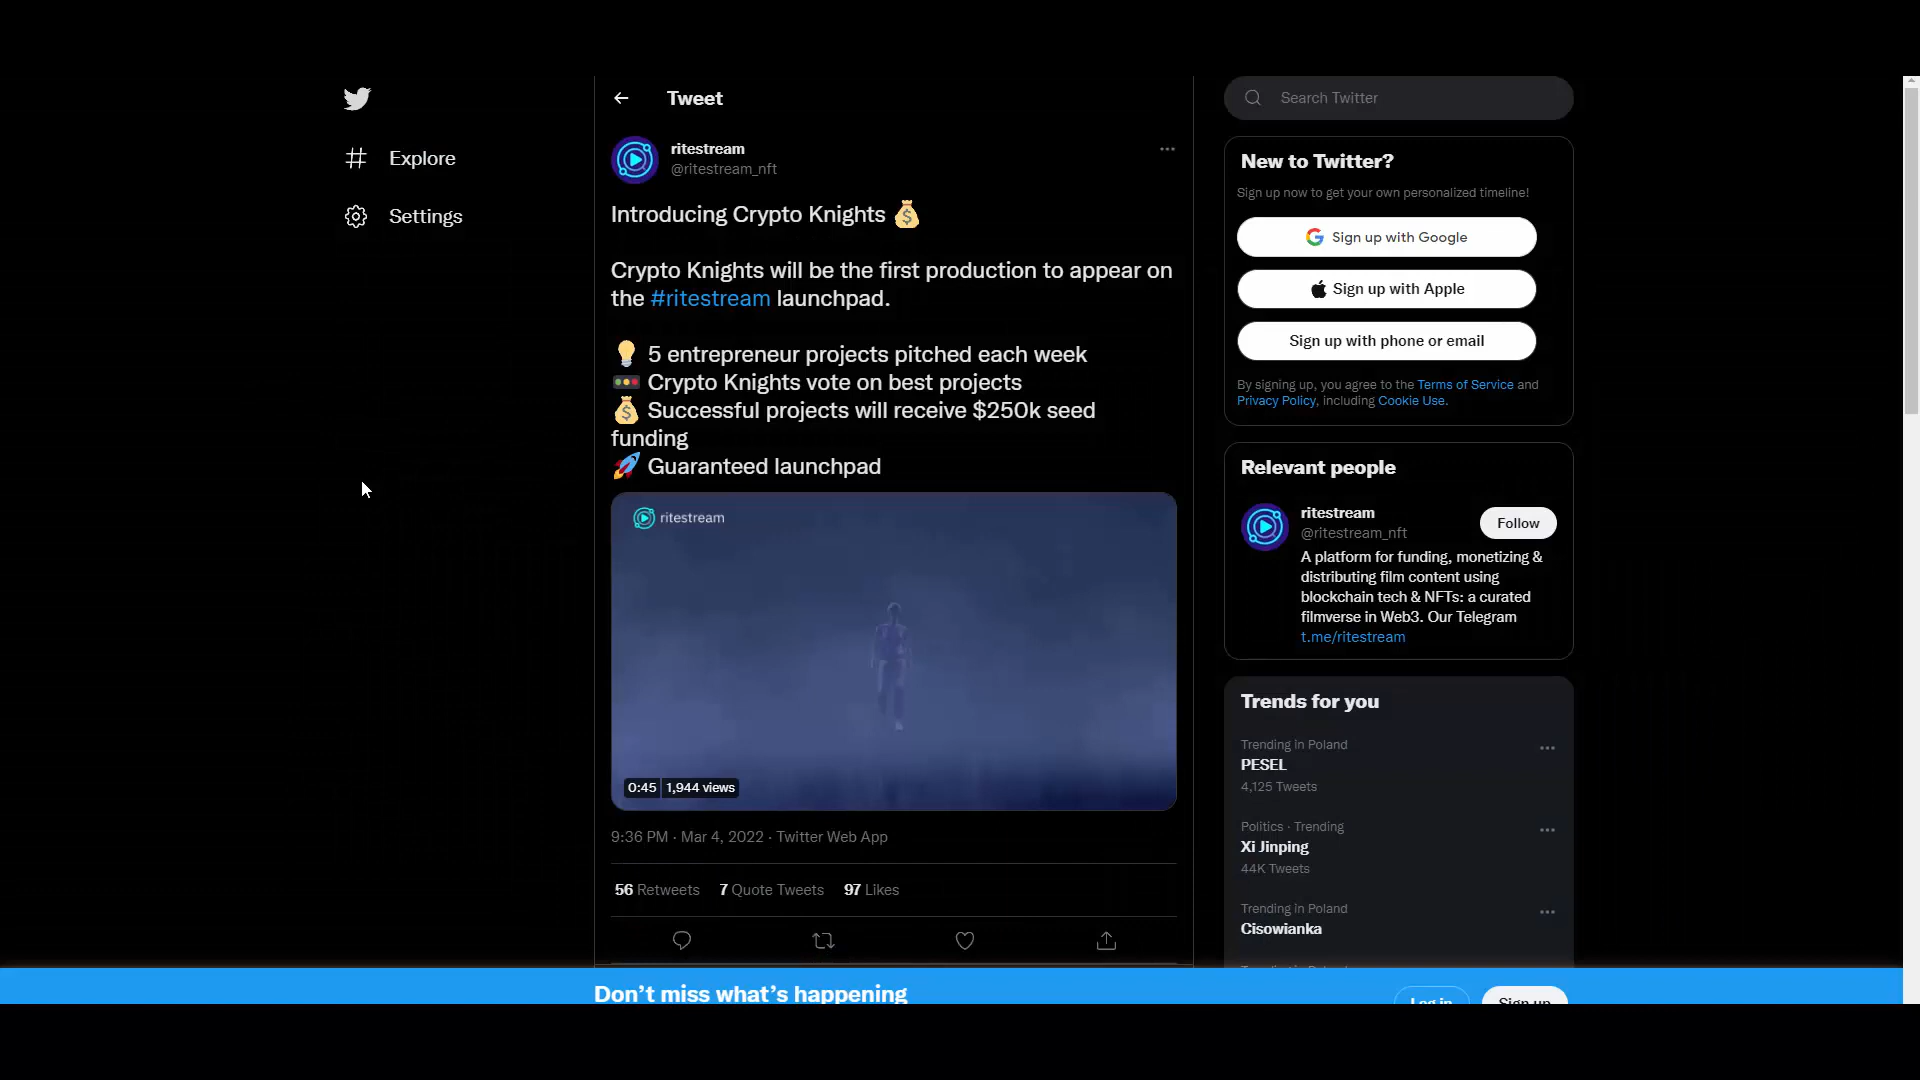 Tweet
Search Twitter
Explore
Settings
ritestream
@ritestream_nft
Introducing Crypto Knights
Crypto Knights will be the first production to appear on
the #ritestream launchpad.
5 entrepreneur projects pitched each week
Crypto Knights vote on best projects
Successful projects will receive $250k seed
funding
Guaranteed launchpad
ritestream
0:45 1,944 views
9:36 PM · Mar 4, 2022 · Twitter Web App
56 Retweets 7 Quote Tweets 97 Likes
New to Twitter?
Sign up now to get your own personalized timeline!
Sign up with Google
Sign up with Apple
Sign up with phone or email
By signing up, you agree to the Terms of Service and
Privacy Policy, including Cookie Use.
Relevant people
ritestream
@ritestream_nft
Follow
A platform for funding, monetizing &
distributing film content using
blockchain tech & NFTs: a curated
filmverse in Web3. Our Telegram
t.me/ritestream
Trends for you
Trending in Poland
PESEL
4,125 Tweets
Politics · Trending
Xi Jinping
44K Tweets
Trending in Poland
Cisowianka
Don’t miss what’s happening
Log in
Sign up